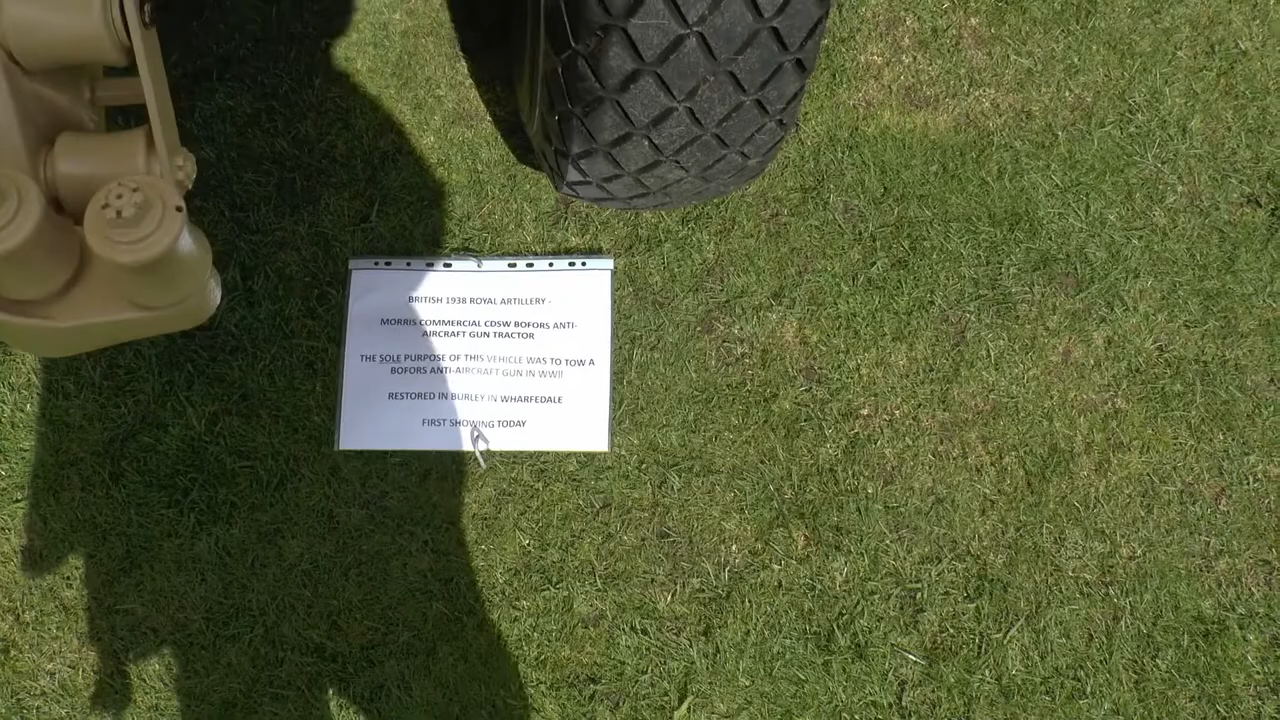 BRITISH 1938 ROYAL ARTILLERY -
MORRIS COMMERCIAL CDSW BOFORS ANTI-
AIRCRAFT GUN TRACTOR
THE SOLE PURPOSE OF THIS VEHICLE WAS TO TOW A
BOFORS ANTI-AIRCRAFT GUN IN WWII
RESTORED IN BURLEY IN WHARFEDALE
FIRST SHOWING TODAY